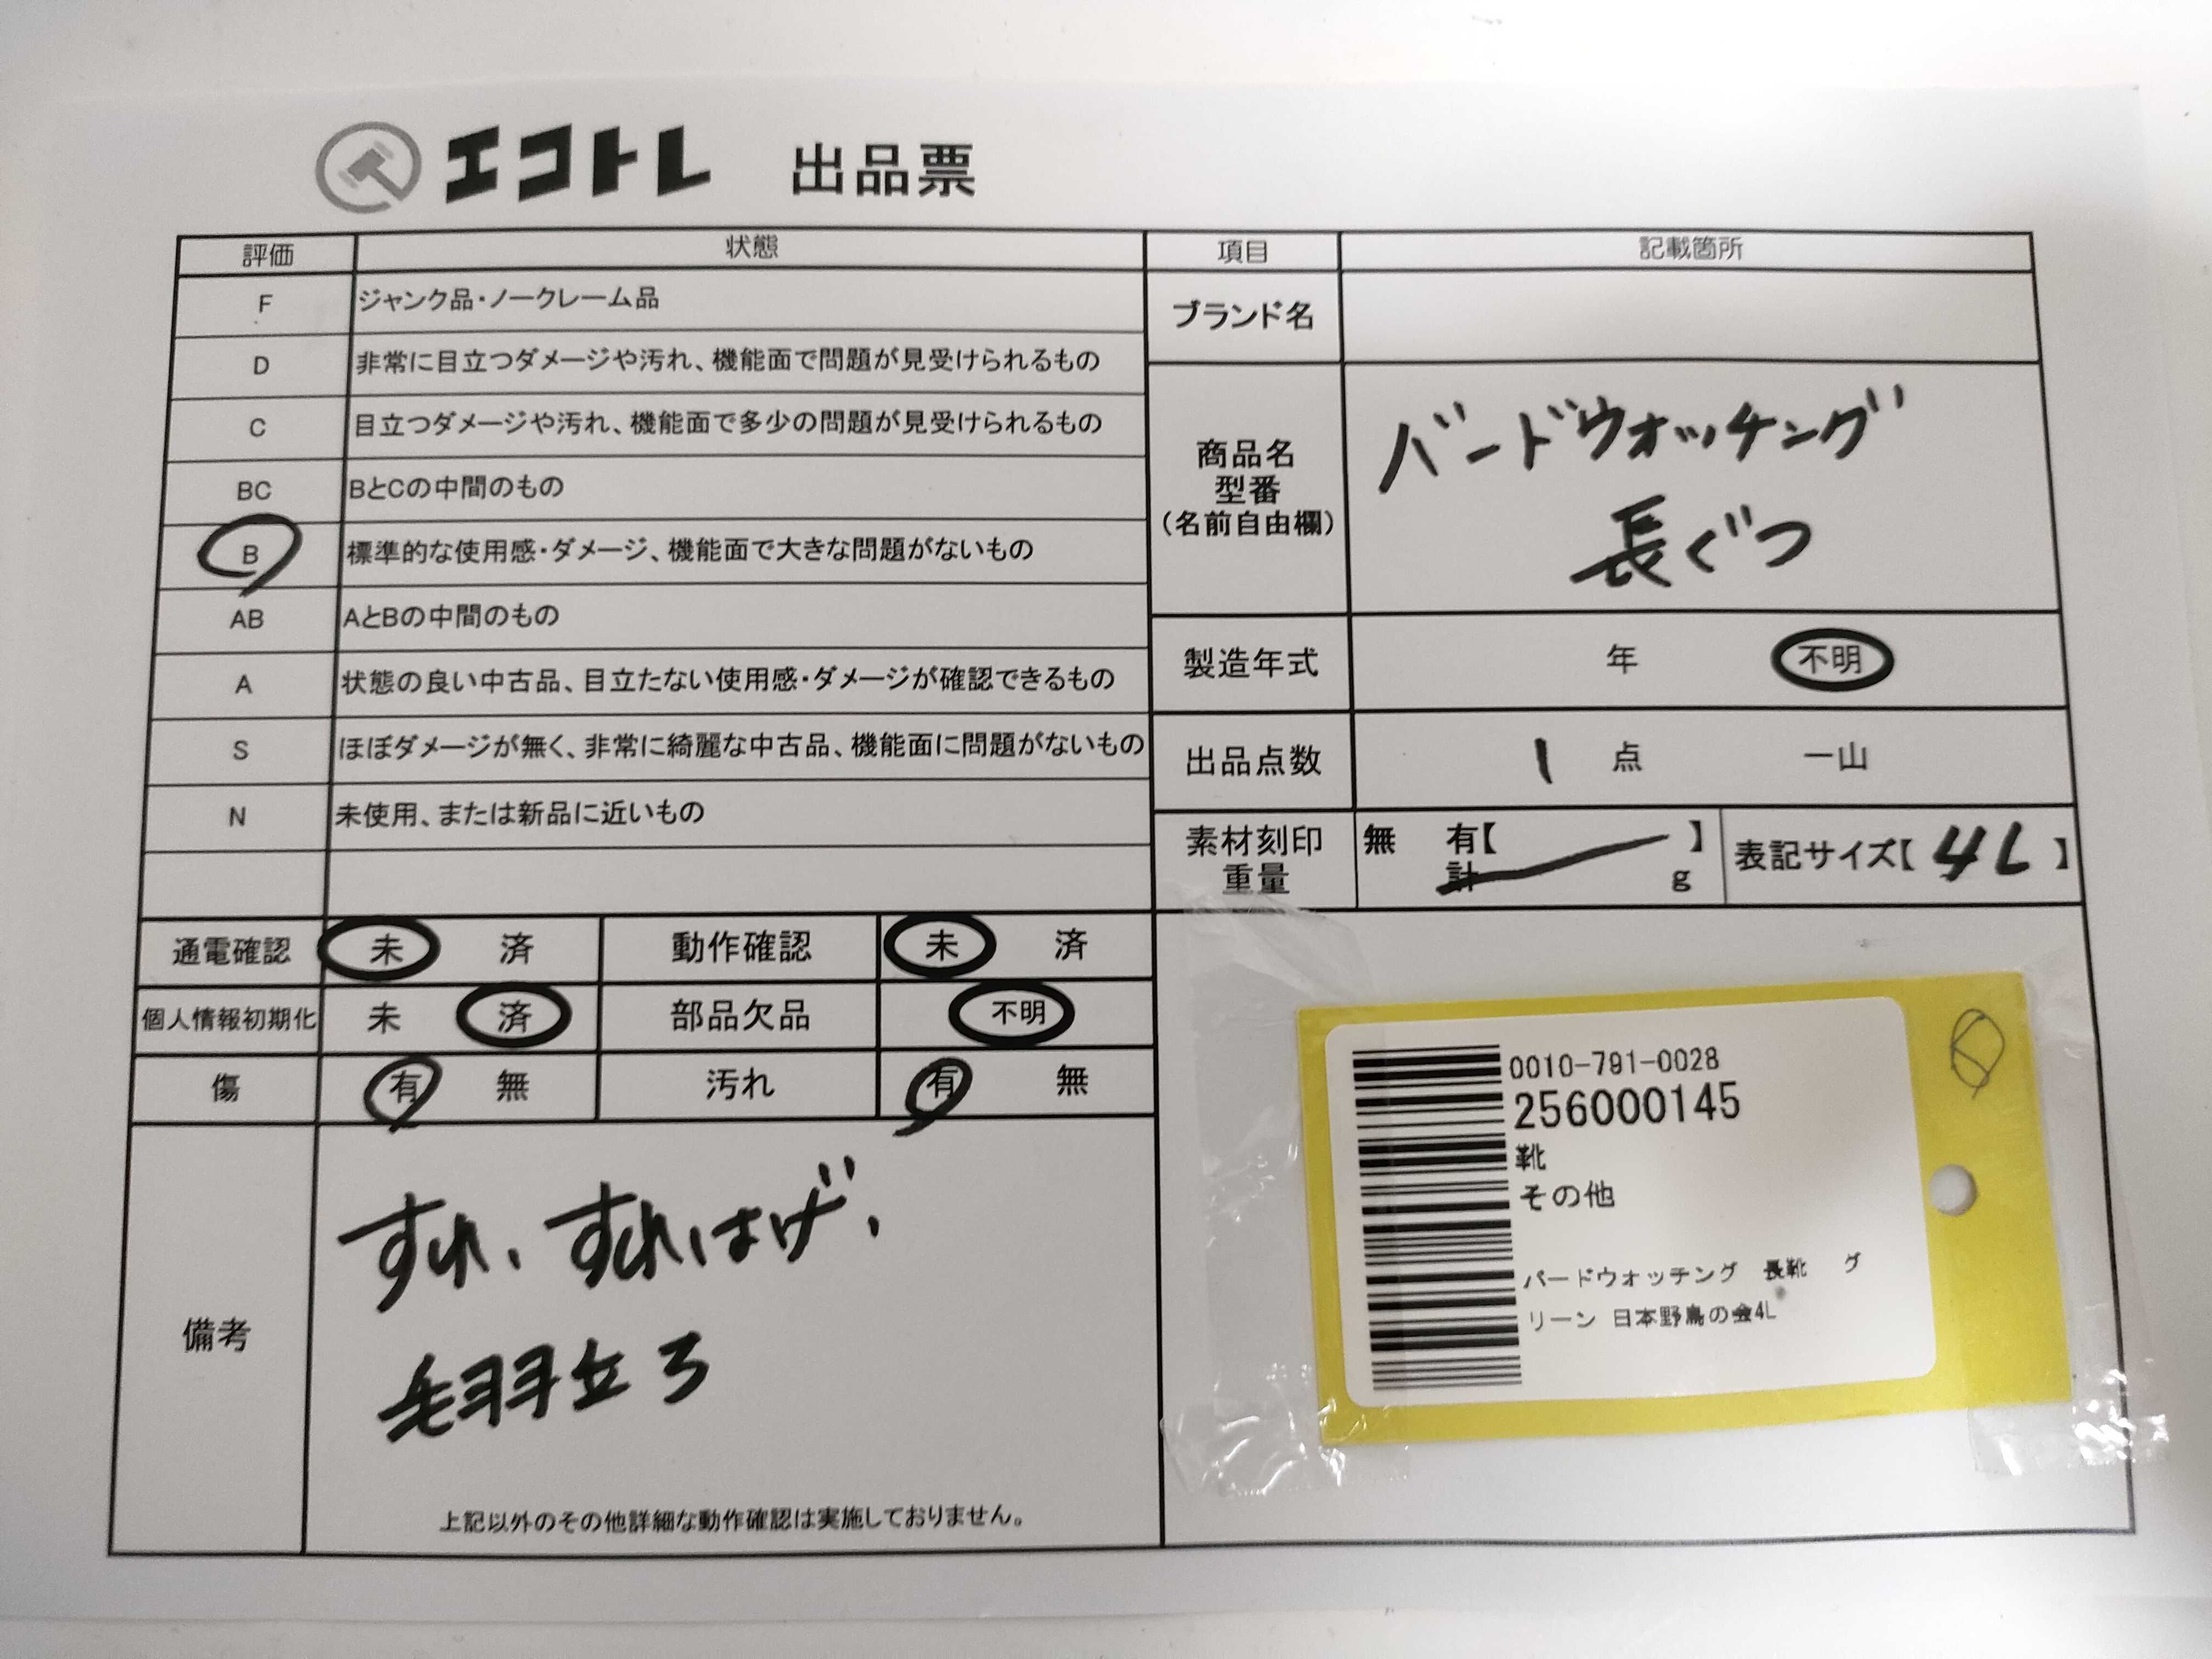 エコトレ 出品票
評価 状態 項目 記載箇所
F ジャンク品・ノークレーム品
D 非常に目立つダメージや汚れ、機能面で問題が見受けられるもの
C 目立つダメージや汚れ、機能面で多少の問題が見受けられるもの
BC BとCの中間のもの
B 標準的な使用感・ダメージ、機能面で大きな問題がないもの
AB AとBの中間のもの
A 状態の良い中古品、目立たない使用感・ダメージが確認できるもの
S ほぼダメージが無く、非常に綺麗な中古品、機能面に問題がないもの
N 未使用、または新品に近いもの
ブランド名
商品名
型番
(名前自由欄)
バードウォッチング
長ぐつ
製造年式 年 不明
出品点数 1 点 一山
素材刻印 無 有【 】
重量 計 g
表記サイズ【 4L 】
通電確認 未 済 動作確認 未 済
個人情報初期化 未 済 部品欠品 不明
傷 有 無 汚れ 有 無
備考
すれ、すれはげ、
上記以外のその他詳細な動作確認は実施しておりません。
0010-791-0028
256000145
靴
その他
バードウォッチング 長靴 グ
リーン 日本野鳥の会4L